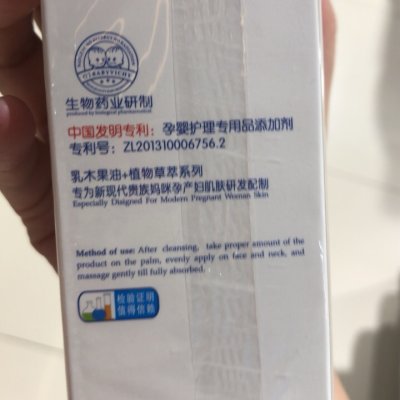 生物药业研制
produced by biological pharmaceutical
中国发明专利：孕婴护理专用品添加剂
专利号：ZL201310006756.2
乳木果油+植物草萃系列
专为新现代贵族妈咪孕产妇肌肤研发配制
Especially Disigned For Modern Pregnant Woman Skin
Method of use: After cleansing, take proper amount of the
product on the palm, evenly apply on face and neck, and
massage gently till fully absorbed.
检验证明
值得信赖